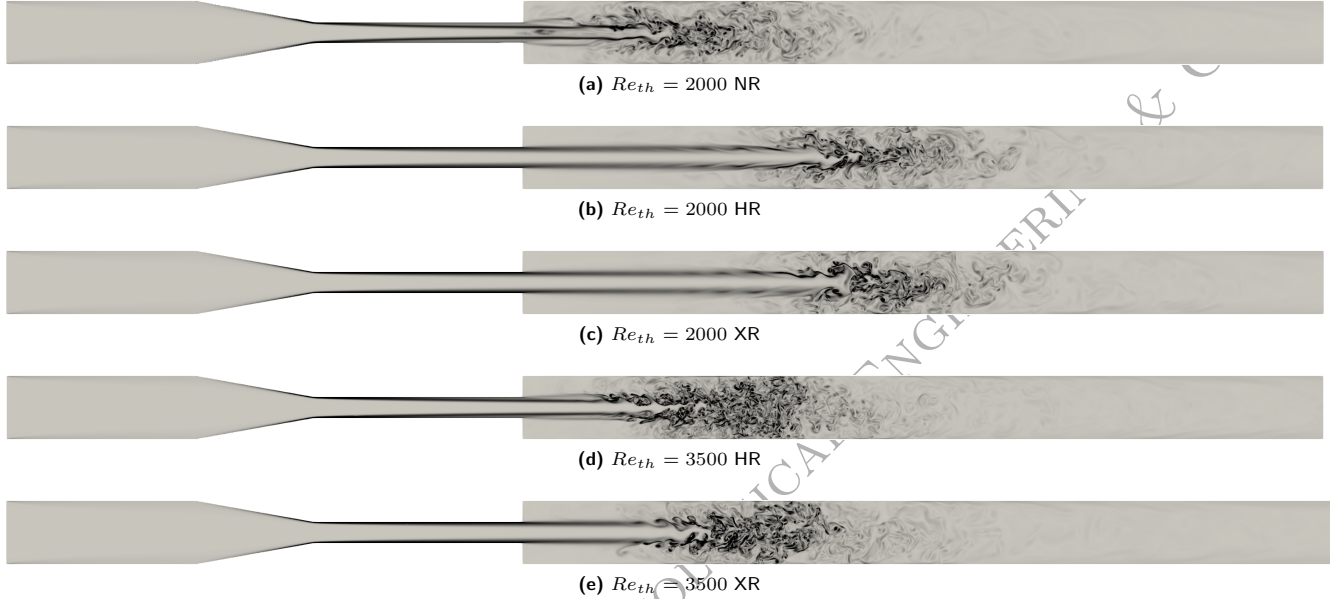 (a) Re_{th} = 2000 NR
(b) Re_{th} = 2000 HR
(c) Re_{th} = 2000 XR
(d) Re_{th} = 3500 HR
(e) Re_{th} = 3500 XR